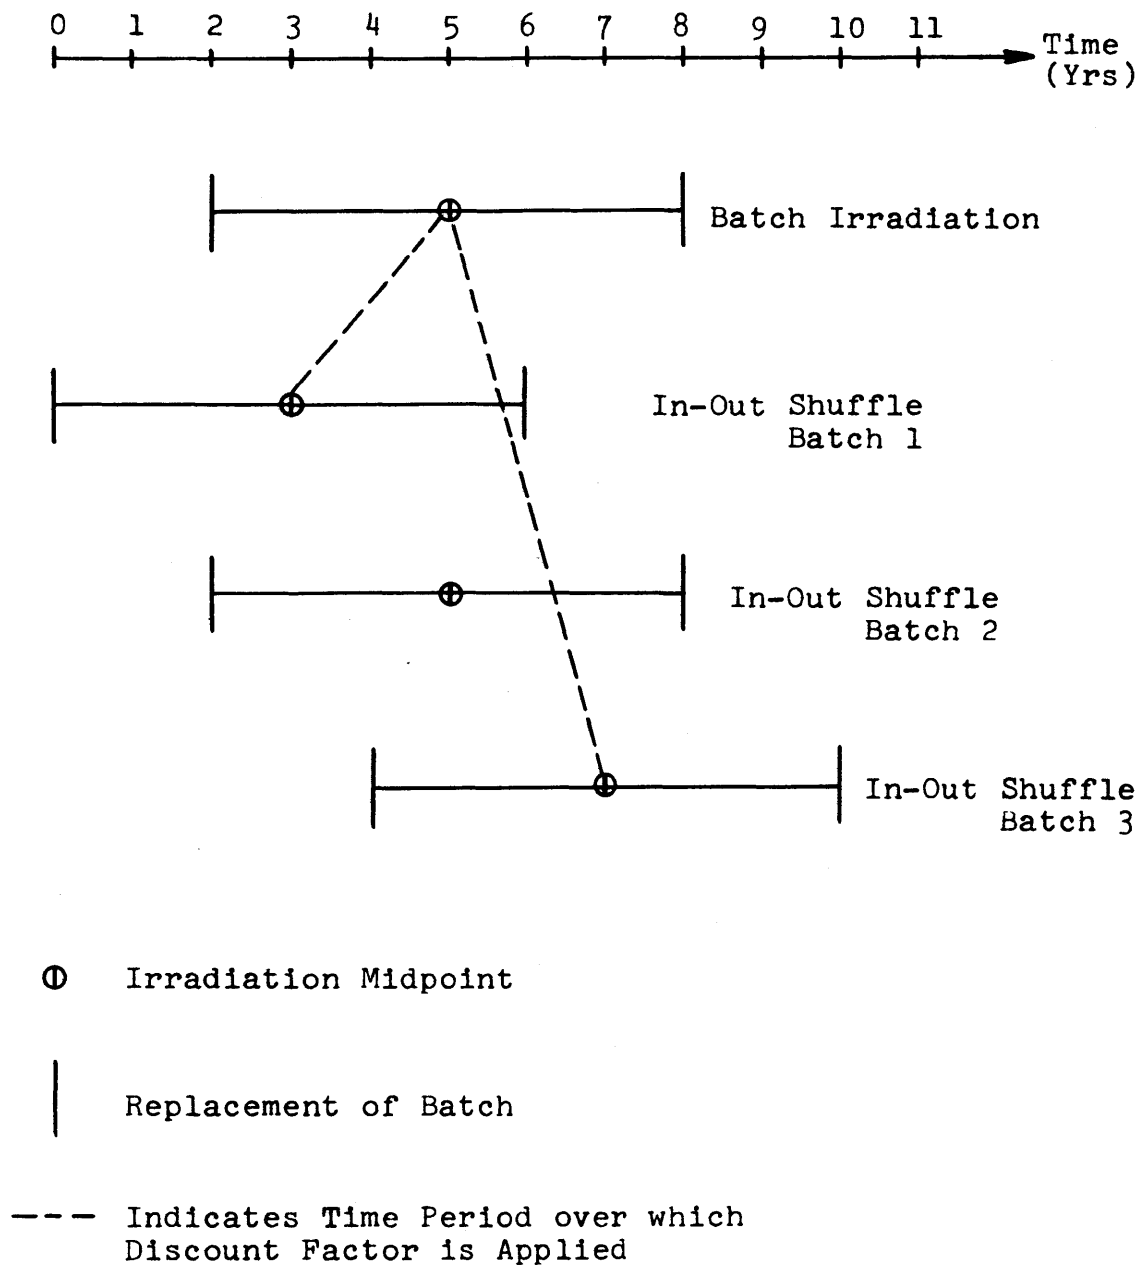 0 1 2 3 4 5 6 7 8 9 10 11
Time
(Yrs)
Batch Irradiation
In-Out Shuffle
Batch 1
In-Out Shuffle
Batch 2
In-Out Shuffle
Batch 3
Irradiation Midpoint
Replacement of Batch
Indicates Time Period over which
Discount Factor is Applied